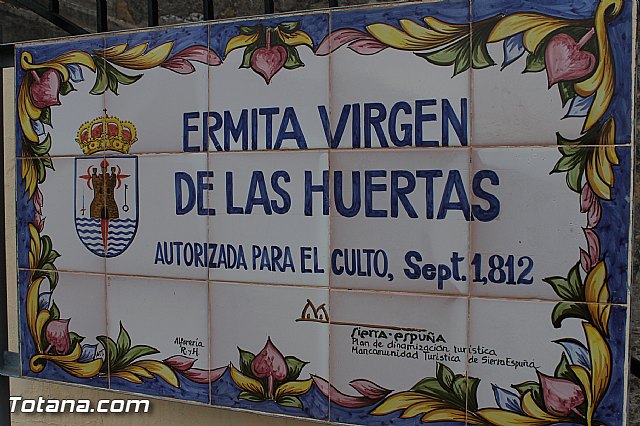 ERMITA VIRGEN
DE LAS HUERTAS
AUTORIZADA PARA EL CULTO, Sept. 1,812
Alfarería
R. y H.
sierra-espuña
Plan de dinamización turística
Mancomunidad Turística de Sierra Espuña
www.Totana.com